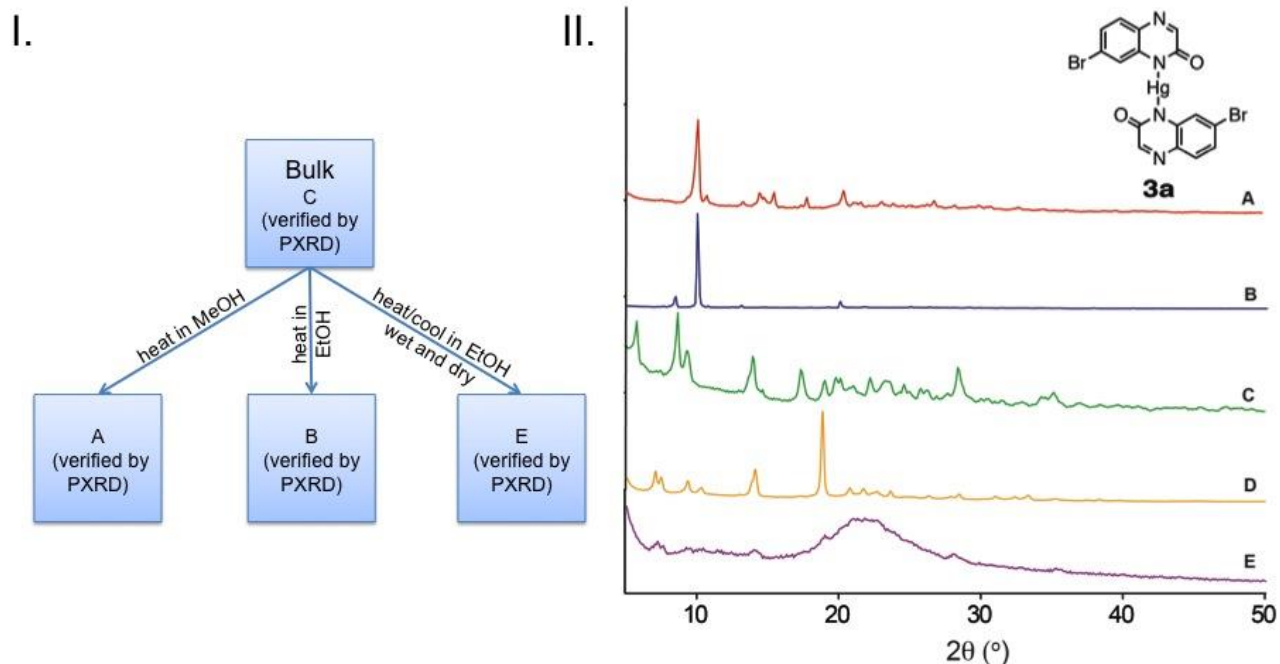 I.
Bulk
C
(verified by
PXRD)
heat in MeOH
heat in
EtOH
heat/cool in EtOH
wet and dry
A
(verified by
PXRD)
B
(verified by
PXRD)
E
(verified by
PXRD)
II.
N
Br
N
O
Hg
O
N
Br
N
3a
A
B
C
D
E
10
20
30
40
50
2θ (°)